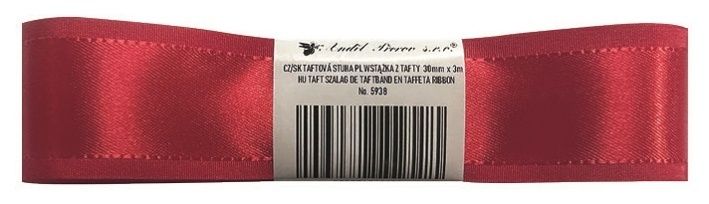 Anděl Přerov s.r.o.®
CZ/SK TAFTOVÁ STUHA PL WSTĄŻKA Z TAFTY 30mm x 3m
HU TAFT SZALAG DE TAFTBAND EN TAFFETA RIBBON
No. 5938